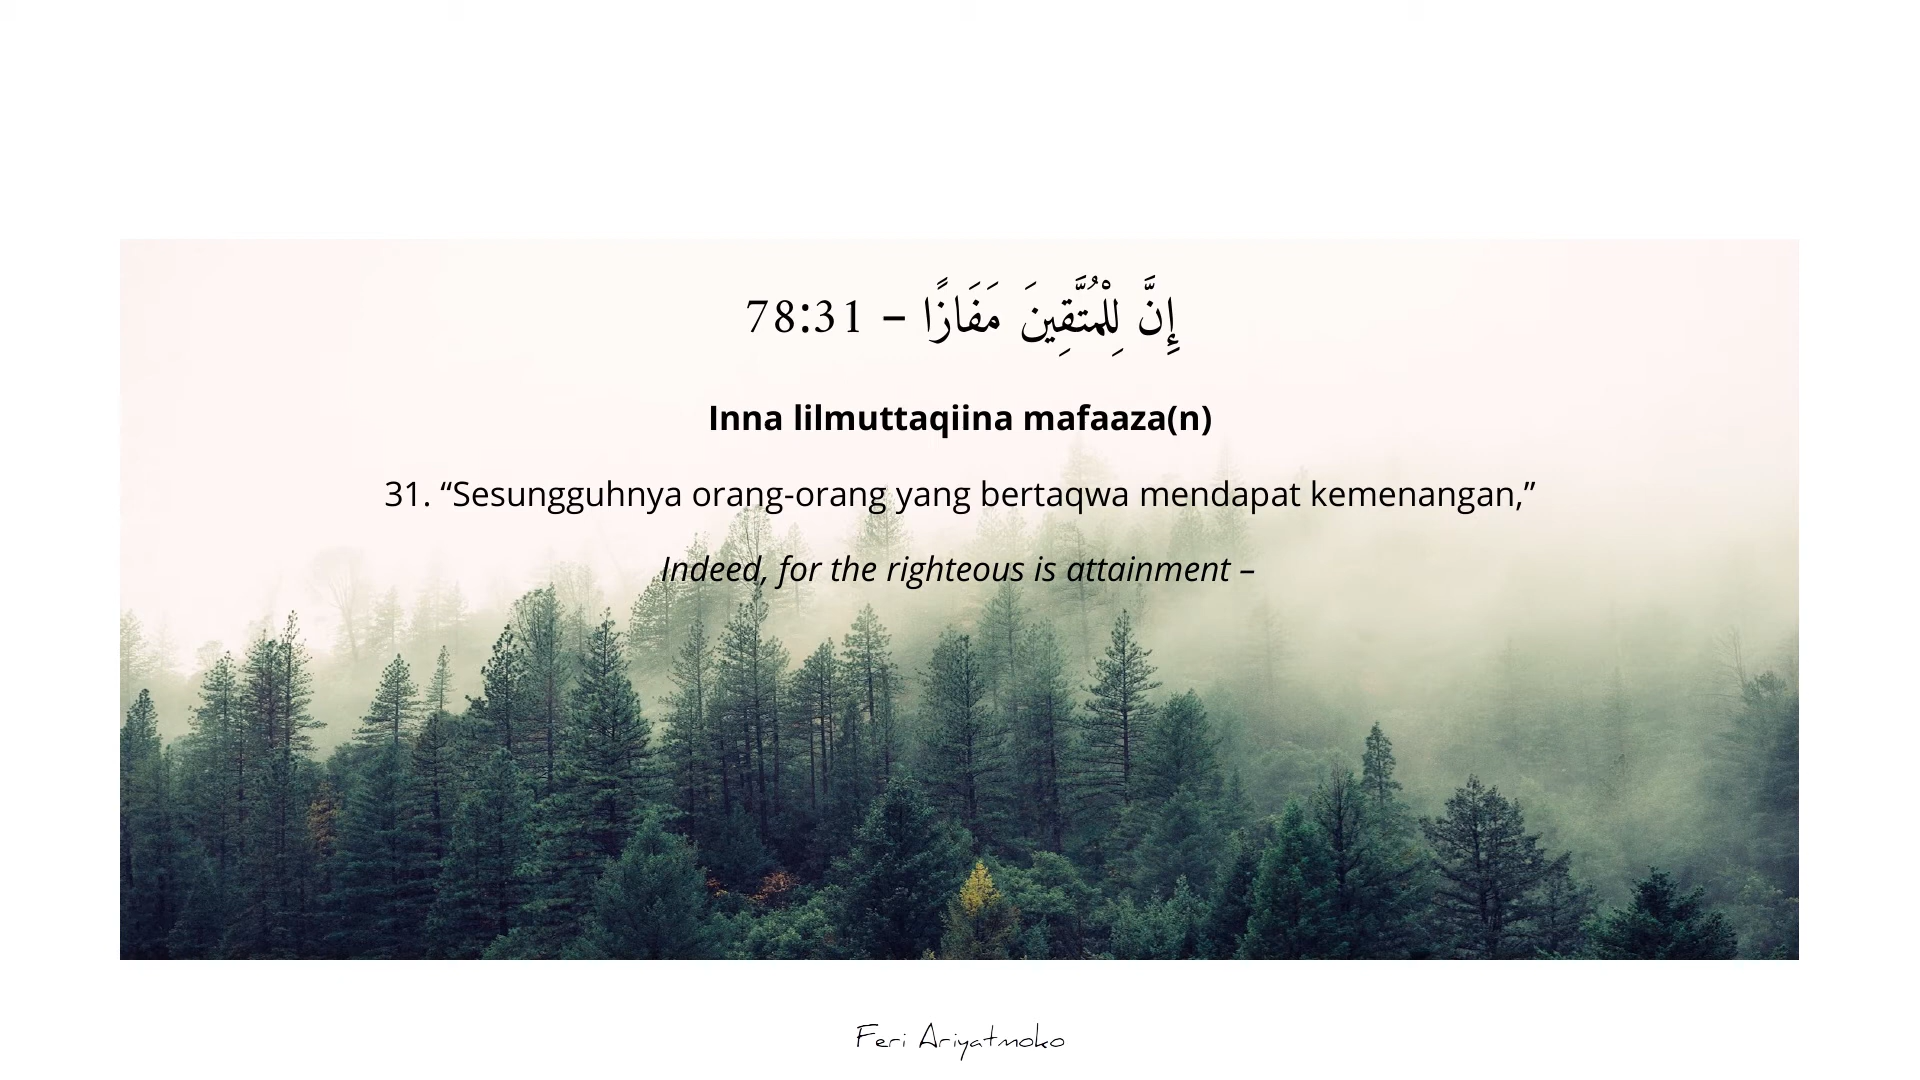 إِنَّ لِلْمُتَّقِينَ مَفَازًا – 78:31
Inna lilmuttaqiina mafaaza(n)
31. “Sesungguhnya orang-orang yang bertaqwa mendapat kemenangan,”
Indeed, for the righteous is attainment –
Feri Ariyatmoko